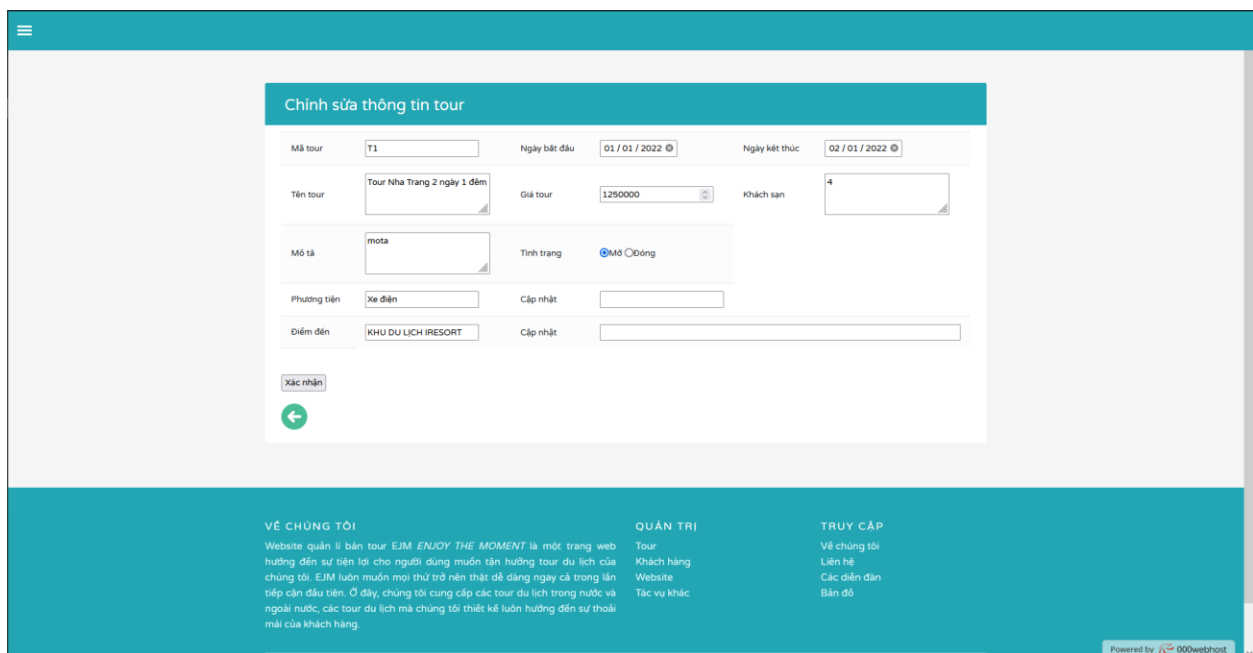 Chỉnh sửa thông tin tour
Mã tour T1 Ngày bắt đầu 01 / 01 / 2022 Ngày kết thúc 02 / 01 / 2022
Tên tour Tour Nha Trang 2 ngày 1 đêm Giá tour 1250000 Khách sạn 4
Mô tả mota Tình trạng Mở Đóng
Phương tiện Xe điện Cập nhật
Điểm đến KHU DU LỊCH IRESORT Cập nhật
Xác nhận
VỀ CHÚNG TÔI
Website quản lí bán tour EJM ENJOY THE MOMENT là một trang web
hướng đến sự tiện lợi cho người dùng muốn tận hưởng tour du lịch của
chúng tôi. EJM luôn muốn mọi thứ trở nên thật dễ dàng ngay cả trong lần
tiếp cận đầu tiên. Ở đây, chúng tôi cung cấp các tour du lịch trong nước và
ngoài nước, các tour du lịch mà chúng tôi thiết kế luôn hướng đến sự thoải
mái của khách hàng.
QUẢN TRỊ
Tour
Khách hàng
Website
Tác vụ khác
TRUY CẬP
Về chúng tôi
Liên hệ
Các diễn đàn
Bản đồ
Powered by 000webhost